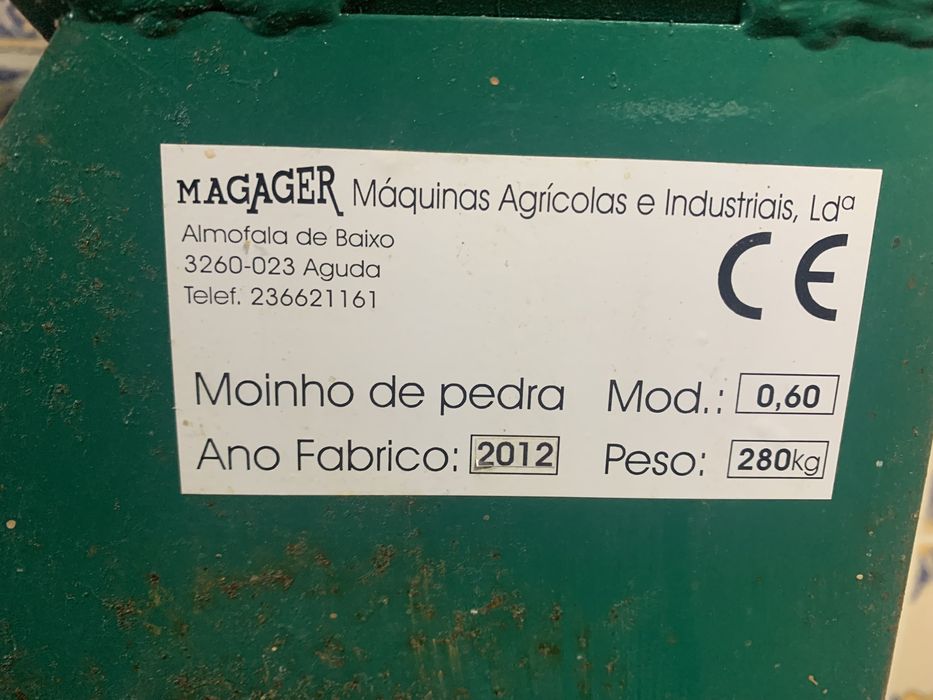 MAGAGER Máquinas Agrícolas e Industriais, Ldª
Almofala de Baixo
3260-023 Aguda
Telef. 236621161
CE
Moinho de pedra Mod.: 0,60
Ano Fabrico: 2012 Peso: 280kg